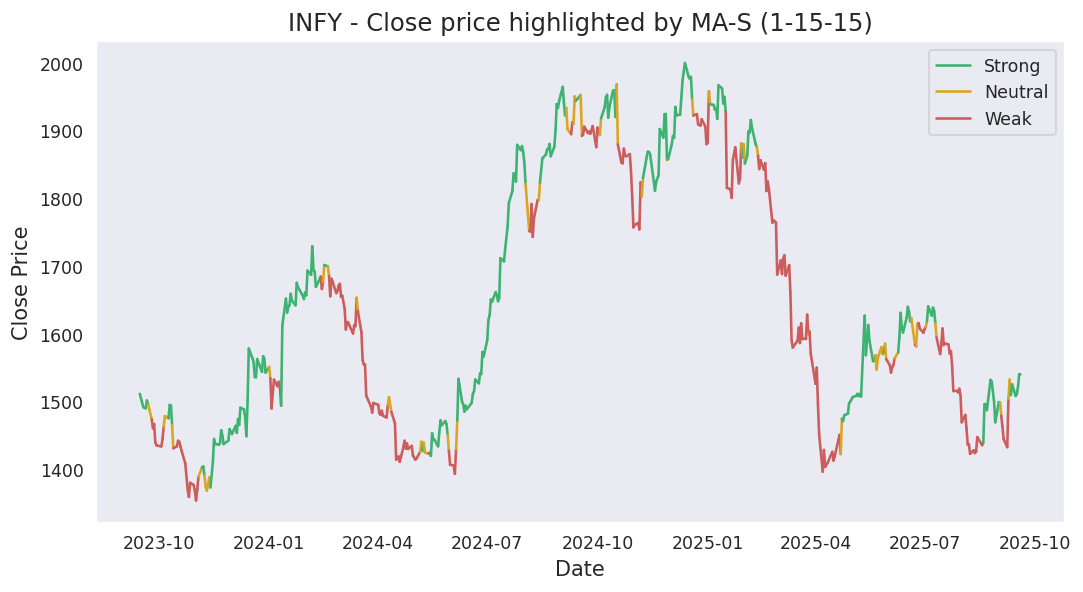 INFY - Close price highlighted by MA-S (1-15-15)
Strong
Neutral
Weak
Close Price
2000
1900
1800
1700
1600
1500
1400
2023-10 2024-01 2024-04 2024-07 2024-10 2025-01 2025-04 2025-07 2025-10
Date